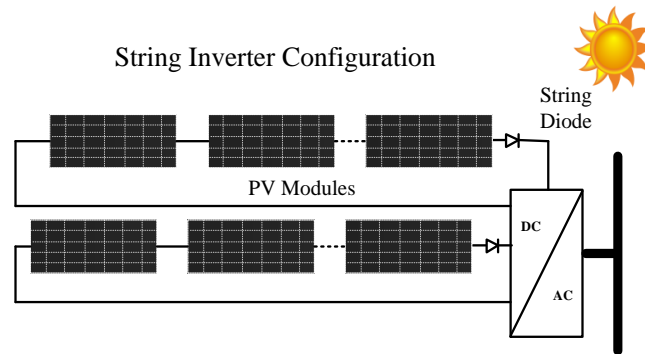 String Inverter Configuration
String
Diode
PV Modules
DC
AC